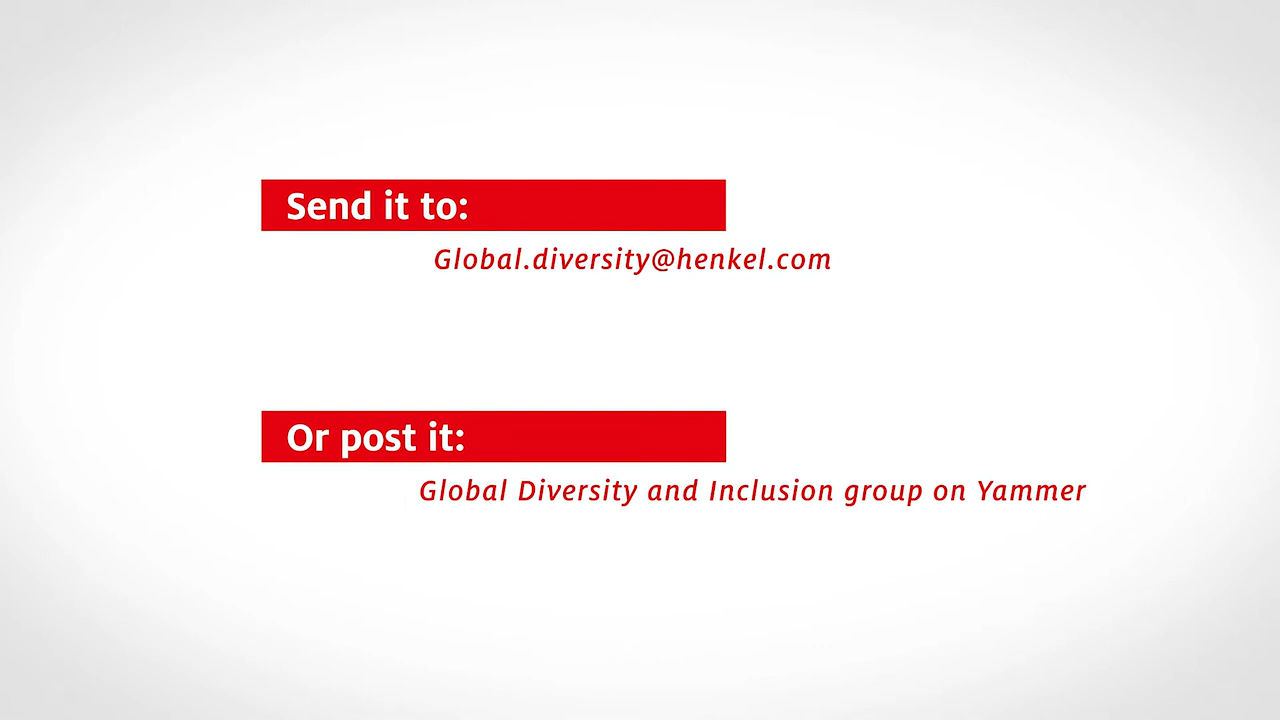 Send it to:
Global.diversity@henkel.com
Or post it:
Global Diversity and Inclusion group on Yammer